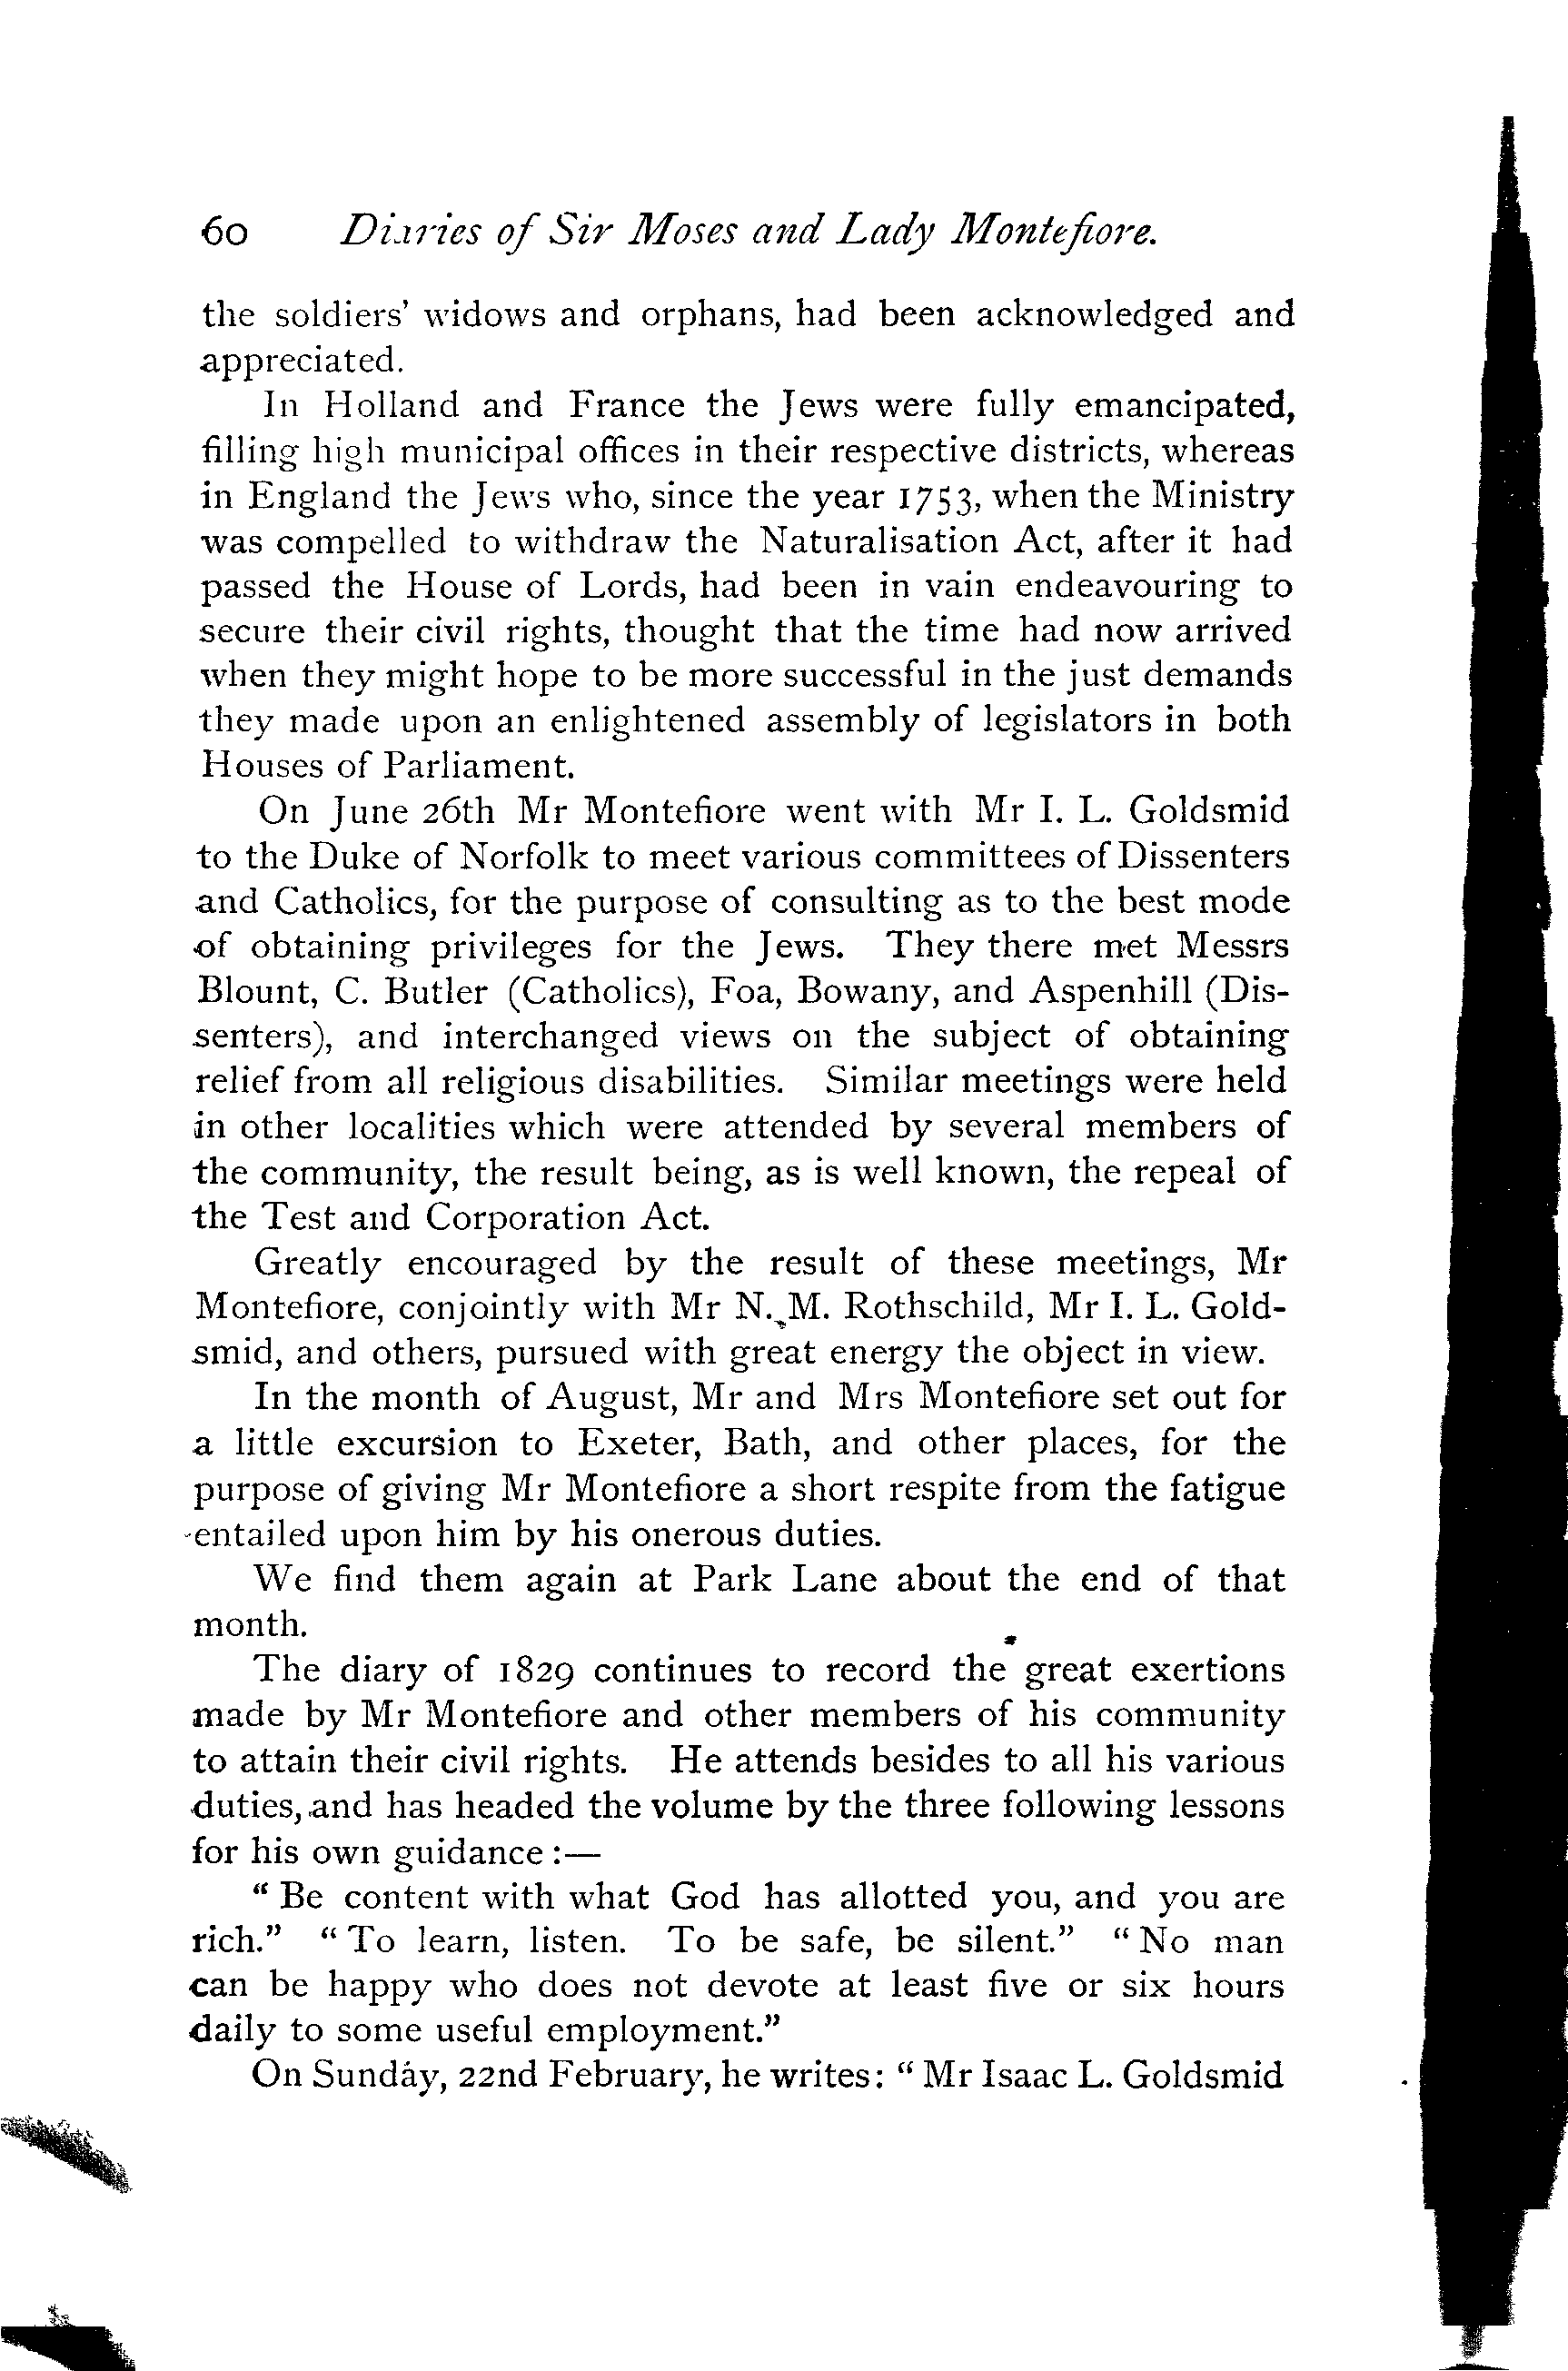 60 Diaries of Sir Moses and Lady Montefiore.
the soldiers' widows and orphans, had been acknowledged and
appreciated.
In Holland and France the Jews were fully emancipated,
filling high municipal offices in their respective districts, whereas
in England the Jews who, since the year 1753, when the Ministry
was compelled to withdraw the Naturalisation Act, after it had
passed the House of Lords, had been in vain endeavouring to
secure their civil rights, thought that the time had now arrived
when they might hope to be more successful in the just demands
they made upon an enlightened assembly of legislators in both
Houses of Parliament.
On June 26th Mr Montefiore went with Mr I. L. Goldsmid
to the Duke of Norfolk to meet various committees of Dissenters
and Catholics, for the purpose of consulting as to the best mode
of obtaining privileges for the Jews. They there met Messrs
Blount, C. Butler (Catholics), Foa, Bowany, and Aspenhill (Dis-
senters), and interchanged views on the subject of obtaining
relief from all religious disabilities. Similar meetings were held
in other localities which were attended by several members of
the community, the result being, as is well known, the repeal of
the Test and Corporation Act.
Greatly encouraged by the result of these meetings, Mr
Montefiore, conjointly with Mr N. M. Rothschild, Mr I. L. Gold-
smid, and others, pursued with great energy the object in view.
In the month of August, Mr and Mrs Montefiore set out for
a little excursion to Exeter, Bath, and other places, for the
purpose of giving Mr Montefiore a short respite from the fatigue
entailed upon him by his onerous duties.
We find them again at Park Lane about the end of that
month.
The diary of 1829 continues to record the great exertions
made by Mr Montefiore and other members of his community
to attain their civil rights. He attends besides to all his various
duties, and has headed the volume by the three following lessons
for his own guidance :—
" Be content with what God has allotted you, and you are
rich." " To learn, listen. To be safe, be silent." " No man
can be happy who does not devote at least five or six hours
daily to some useful employment."
On Sunday, 22nd February, he writes: " Mr Isaac L. Goldsmid